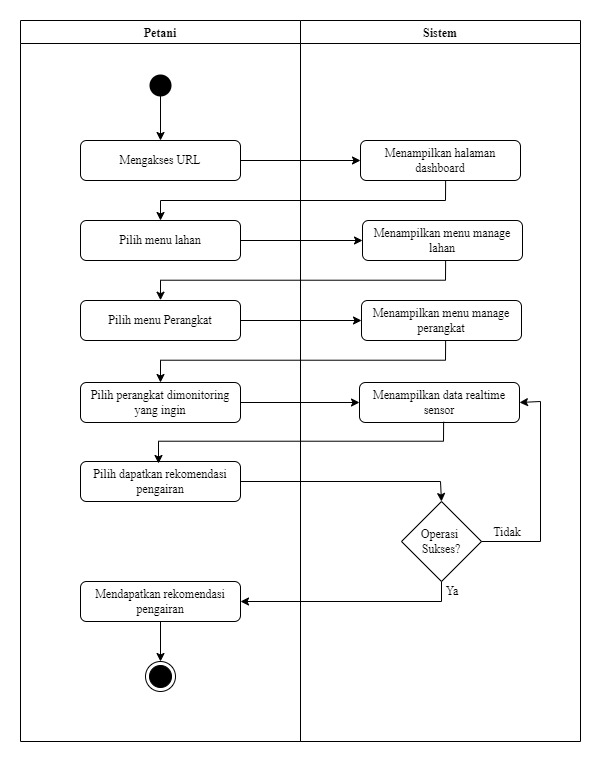 Petani
Sistem
Mengakses URL
Menampilkan halaman
dashboard
Pilih menu lahan
Menampilkan menu manage
lahan
Pilih menu Perangkat
Menampilkan menu manage
perangkat
Pilih perangkat dimonitoring
yang ingin
Menampilkan data realtime
sensor
Pilih dapatkan rekomendasi
pengairan
Operasi
Sukses?
Tidak
Ya
Mendapatkan rekomendasi
pengairan